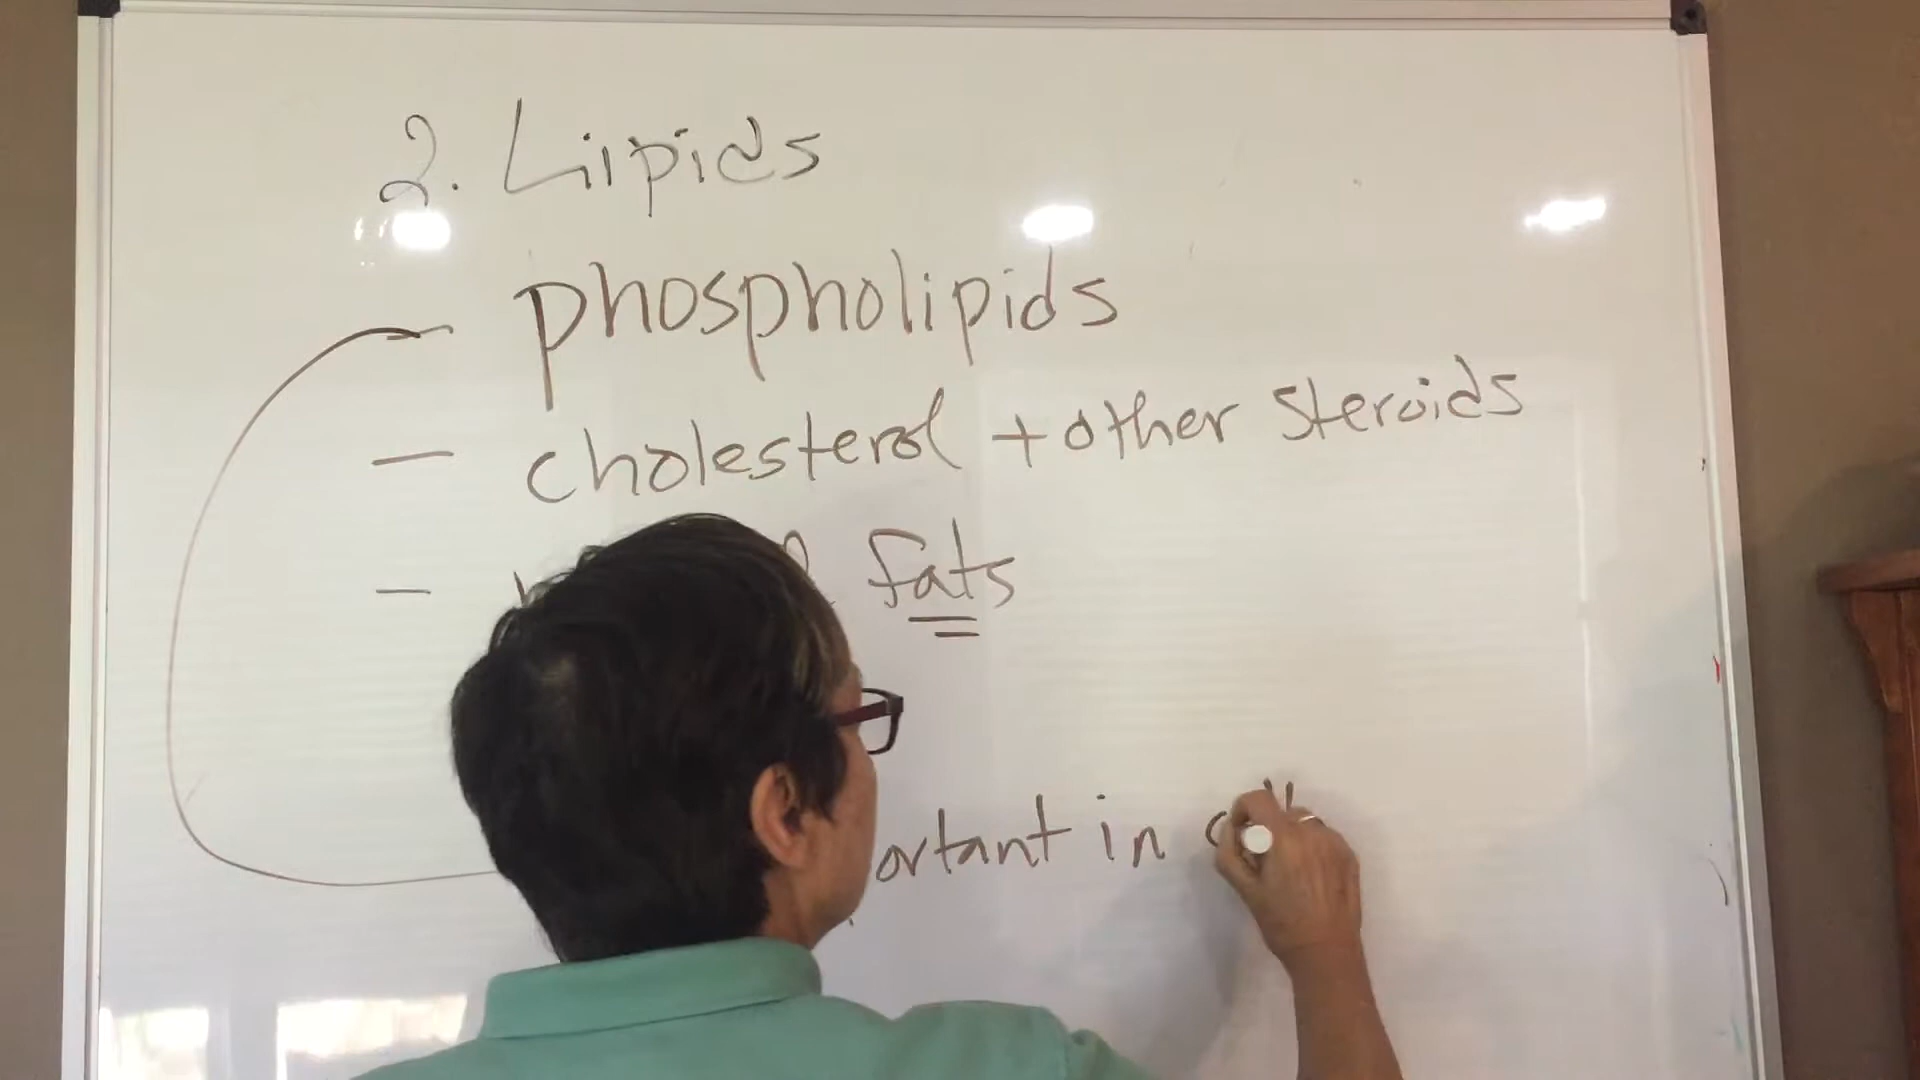 2. Lipids
phospholipids
— cholesterol + other steroids
— fats
ortant in